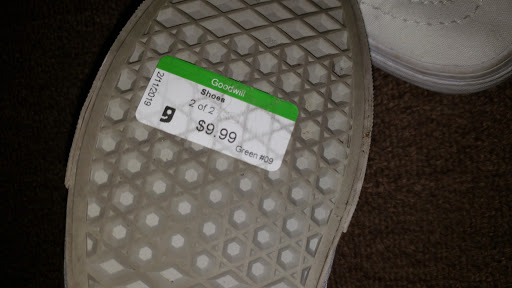 Goodwill
Shoes
2 of 2
$9.99
Green #09
2/11/2019